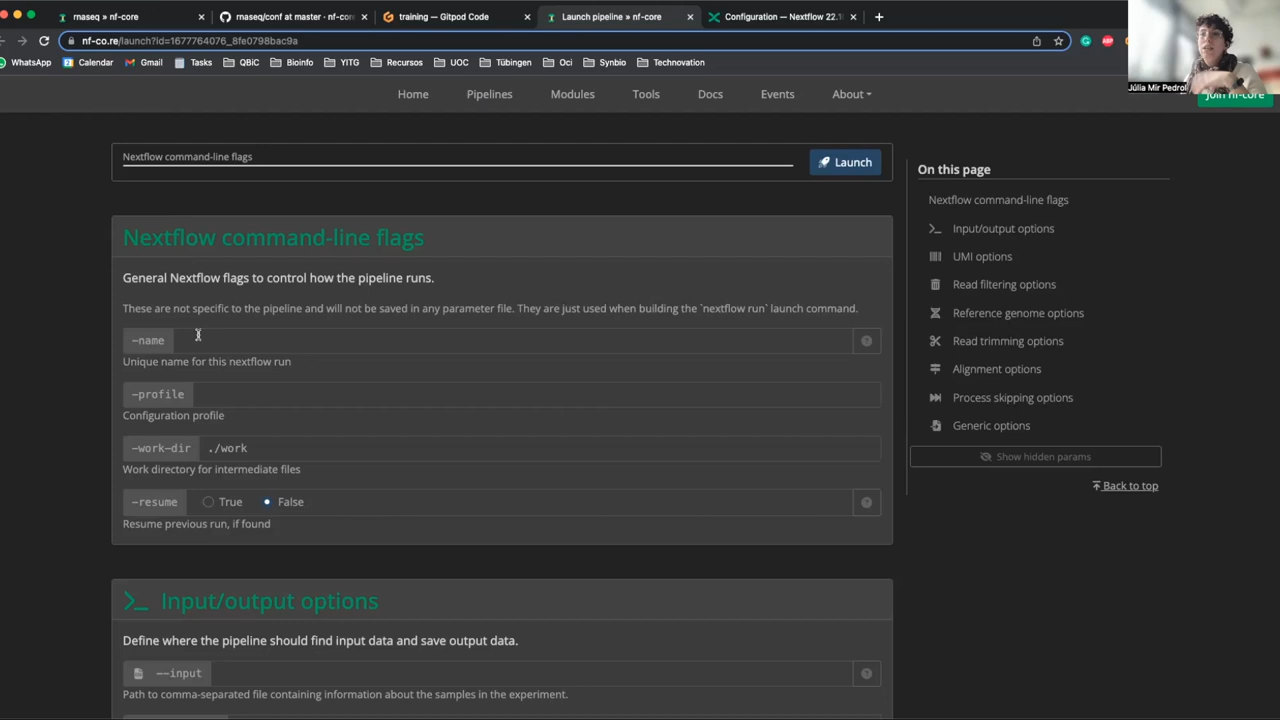 rnaseq » nf-core
rnaseq/conf at master · nf-cor
training — Gitpod Code
Launch pipeline » nf-core
Configuration — Nextflow 22.1
nf-co.re/launch?id=1677764076_8fe0798bac9a
WhatsApp
Calendar
Gmail
Tasks
QBiC
Bioinfo
YITG
Recursos
UOC
Tübingen
Oci
Synbio
Technovation
ABP
Júlia Mir Pedrol
Home
Pipelines
Modules
Tools
Docs
Events
About
Join nf-core
Nextflow command-line flags
Launch
Nextflow command-line flags
General Nextflow flags to control how the pipeline runs.
These are not specific to the pipeline and will not be saved in any parameter file. They are just used when building the `nextflow run` launch command.
-name
Unique name for this nextflow run
-profile
Configuration profile
-work-dir ./work
Work directory for intermediate files
-resume True False
Resume previous run, if found
Input/output options
Define where the pipeline should find input data and save output data.
--input
Path to comma-separated file containing information about the samples in the experiment.
On this page
Nextflow command-line flags
Input/output options
UMI options
Read filtering options
Reference genome options
Read trimming options
Alignment options
Process skipping options
Generic options
Show hidden params
Back to top